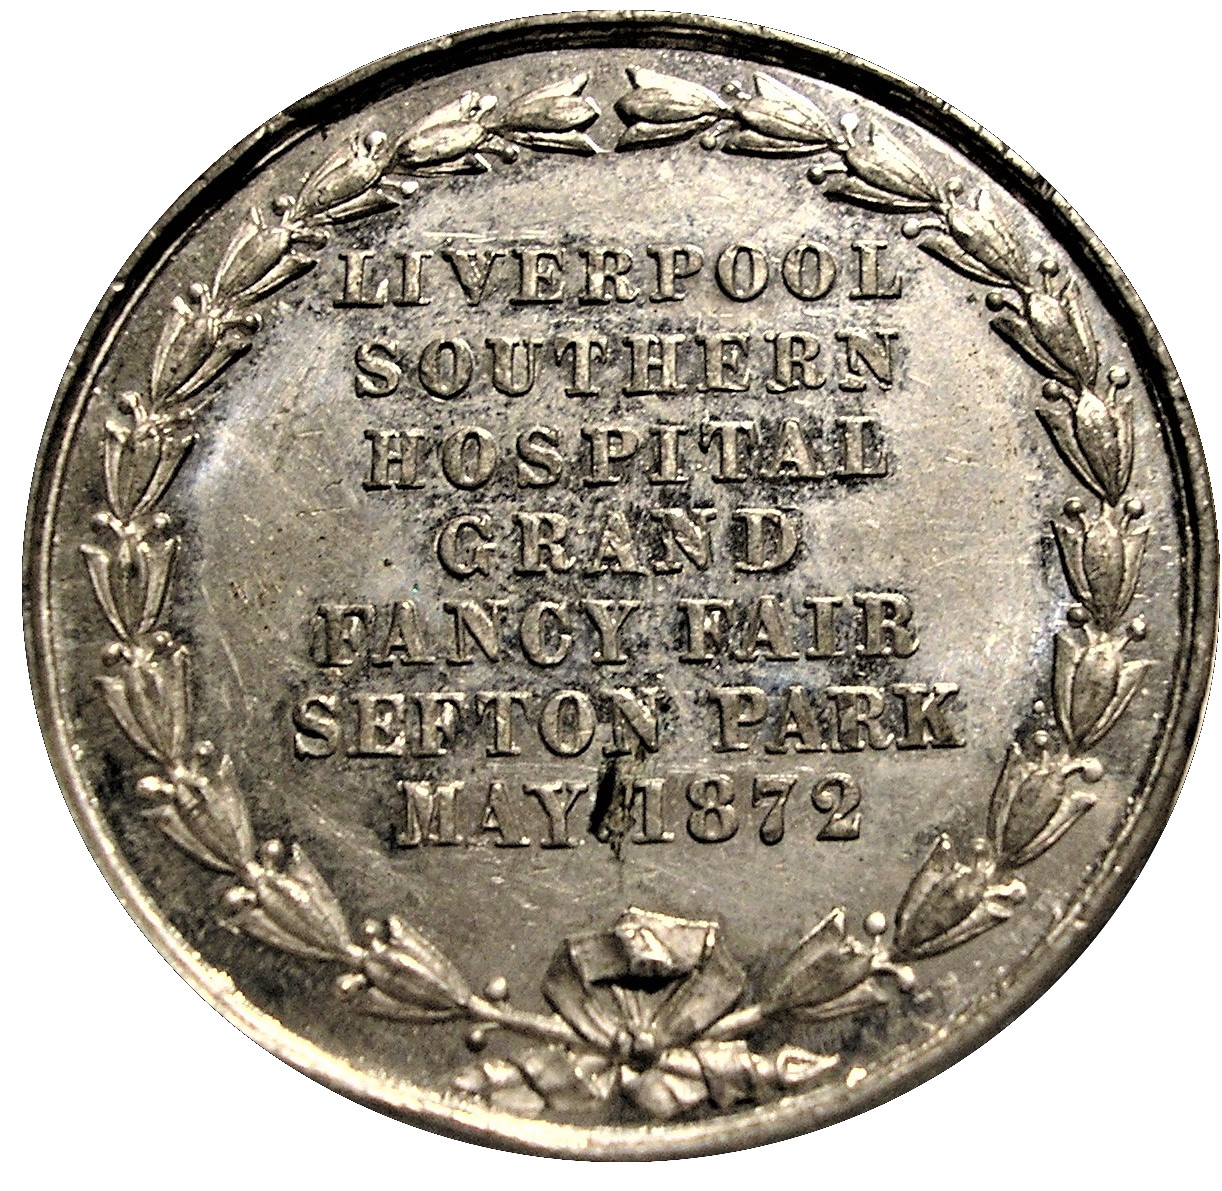 LIVERPOOL
SOUTHERN
HOSPITAL
GRAND
FANCY FAIR
SEFTON PARK
MAY 1872